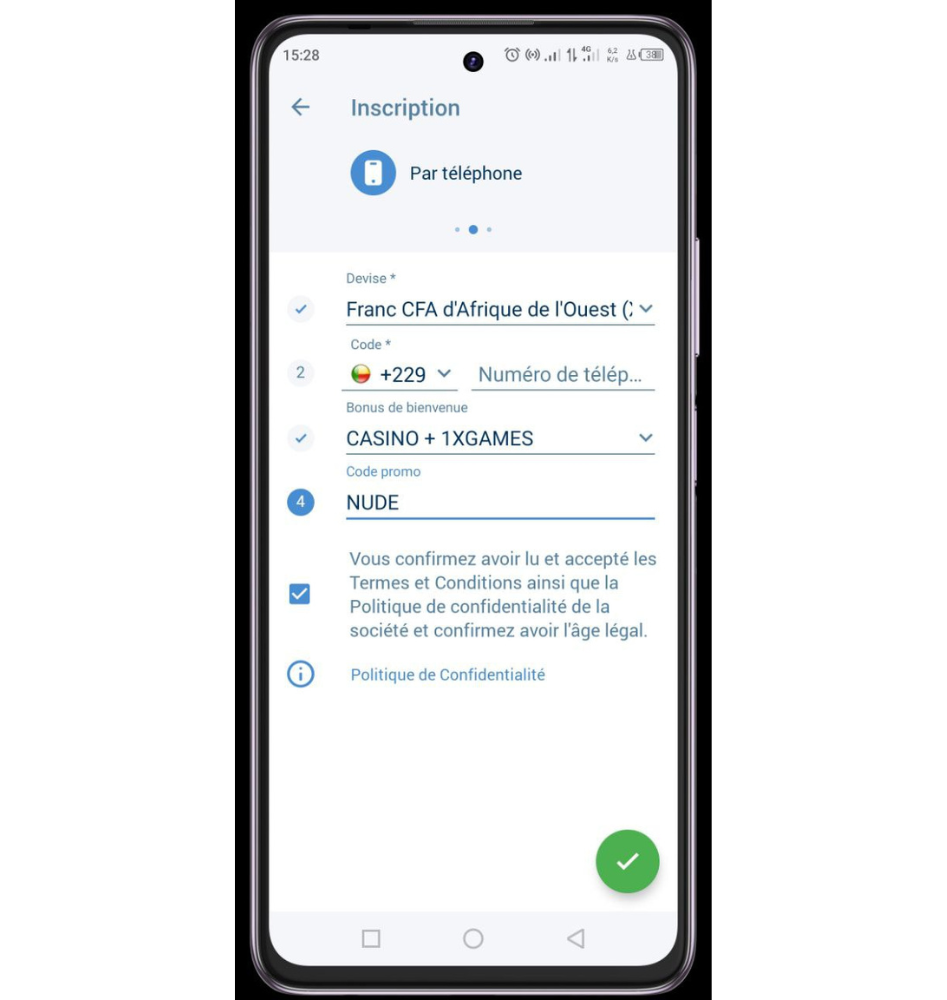 15:28
4G
6,2
K/s
38
Inscription
Par téléphone
Devise *
Franc CFA d'Afrique de l'Ouest (
Code *
2
+229
Numéro de télép...
Bonus de bienvenue
CASINO + 1XGAMES
Code promo
4
NUDE
Vous confirmez avoir lu et accepté les
Termes et Conditions ainsi que la
Politique de confidentialité de la
société et confirmez avoir l'âge légal.
Politique de Confidentialité